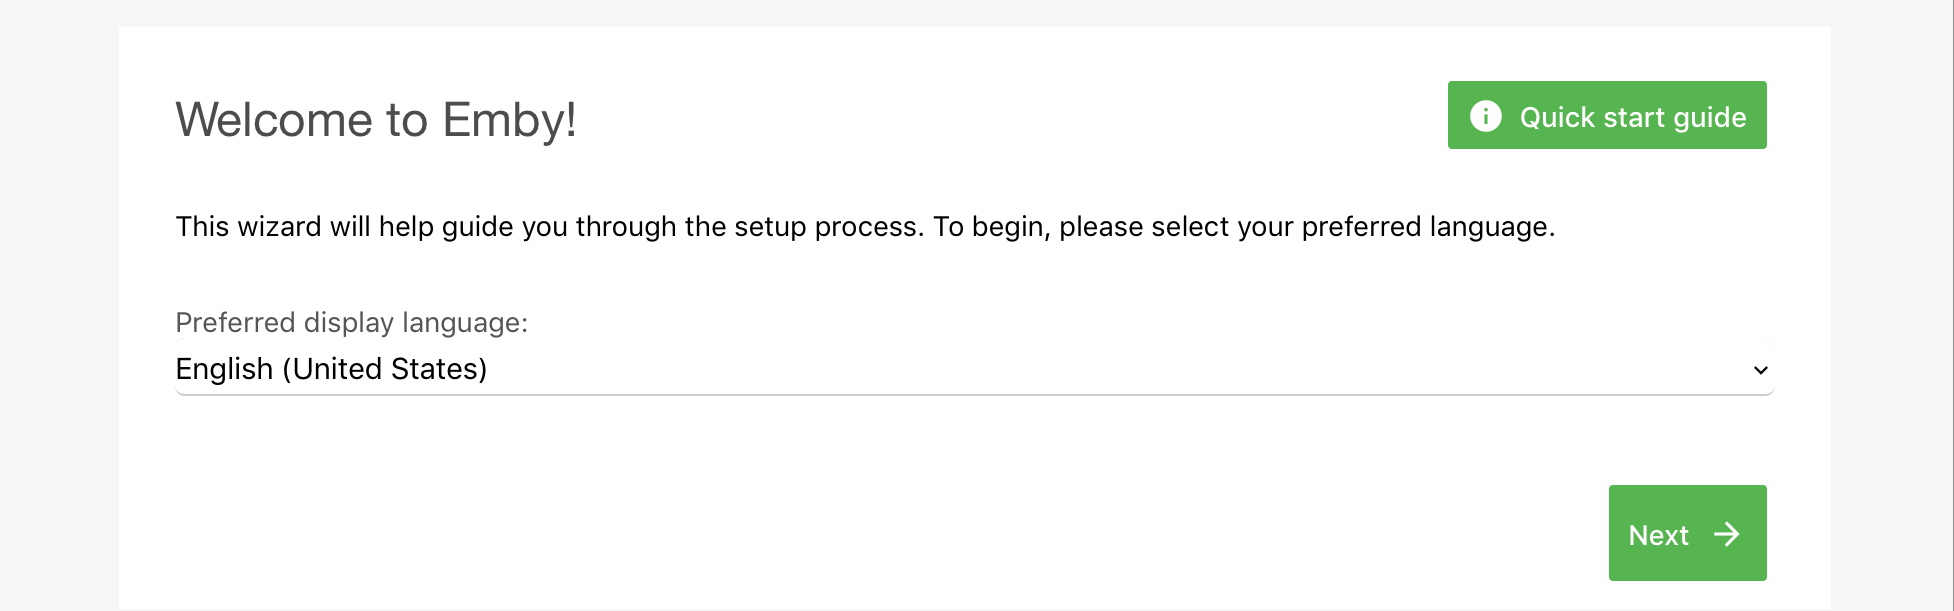 Welcome to Emby!
Quick start guide
This wizard will help guide you through the setup process. To begin, please select your preferred language.
Preferred display language:
English (United States)
Next